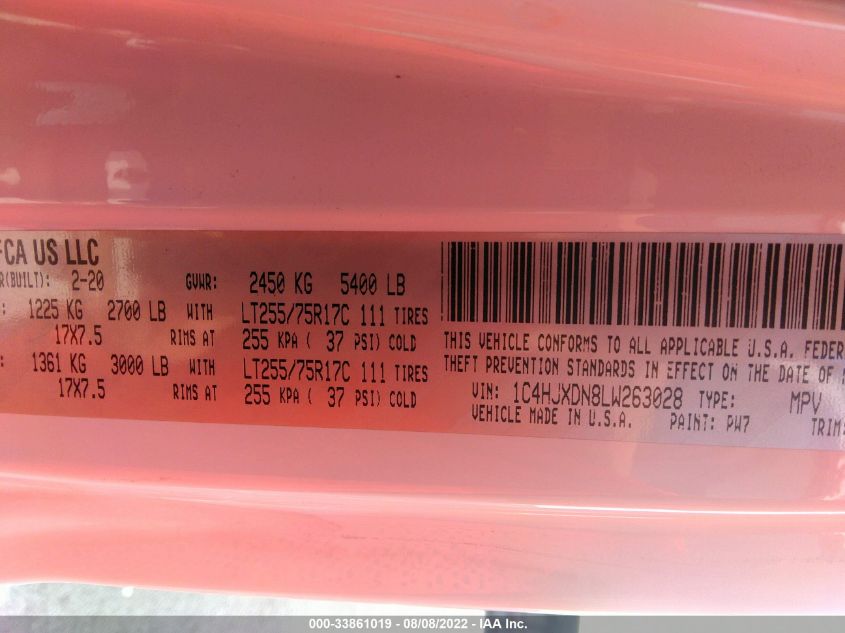 FCA US LLC
R(BUILT): 2-20 GVWR: 2450 KG 5400 LB
: 1225 KG 2700 LB WITH LT255/75R17C 111 TIRES
17X7.5 RIMS AT 255 KPA ( 37 PSI) COLD
: 1361 KG 3000 LB WITH LT255/75R17C 111 TIRES
17X7.5 RIMS AT 255 KPA ( 37 PSI) COLD
THIS VEHICLE CONFORMS TO ALL APPLICABLE U.S.A. FEDER
THEFT PREVENTION STANDARDS IN EFFECT ON THE DATE OF
VIN: 1C4HJXDN8LW263028 TYPE: MPV
VEHICLE MADE IN U.S.A. PAINT: PW7 TRIM:
000-33861019 - 08/08/2022 - IAA Inc.